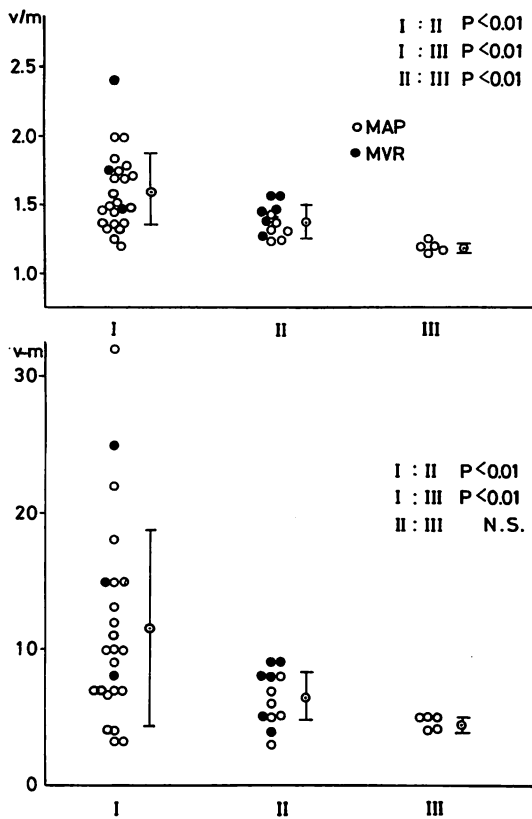 v/m
I : II P<0.01
I : III P<0.01
II : III P<0.01
2.5
○ MAP
2.0
● MVR
1.5
1.0
I II III
v-m
30
I : II P<0.01
I : III P<0.01
II : III N.S.
20
10
0
I II III